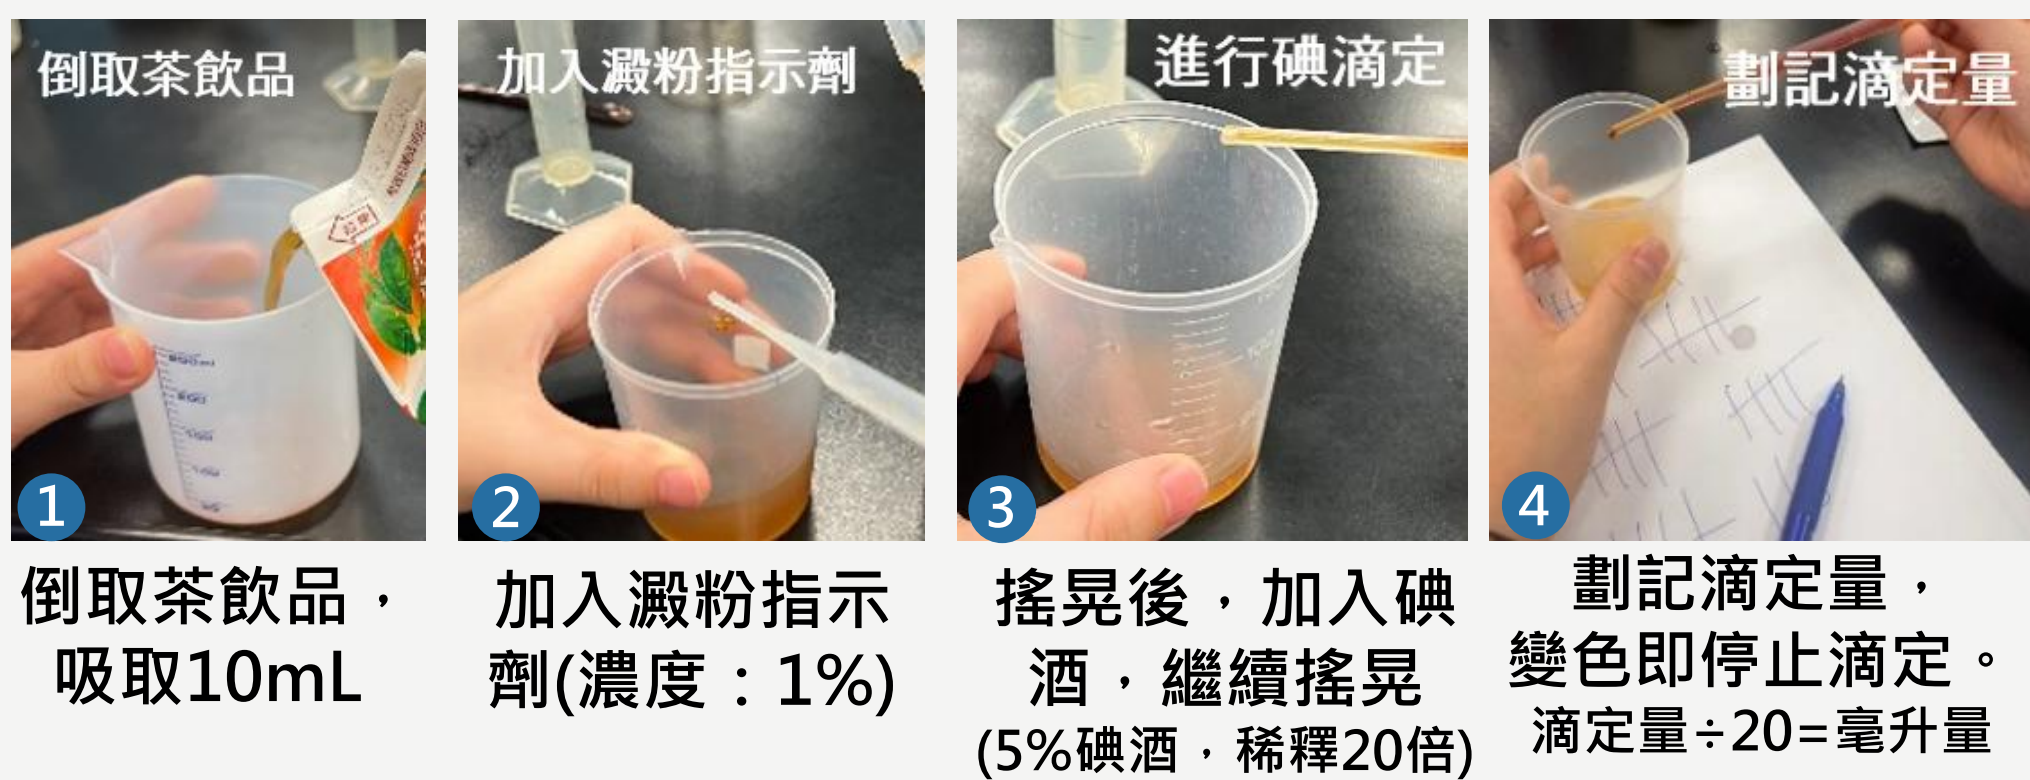 倒取茶飲品
1
倒取茶飲品，
吸取10mL
加入澱粉指示劑
2
加入澱粉指示
劑(濃度：1%)
進行碘滴定
3
搖晃後，加入碘
酒，繼續搖晃
(5%碘酒，稀釋20倍)
劃記滴定量
4
劃記滴定量，
變色即停止滴定。
滴定量÷20=毫升量